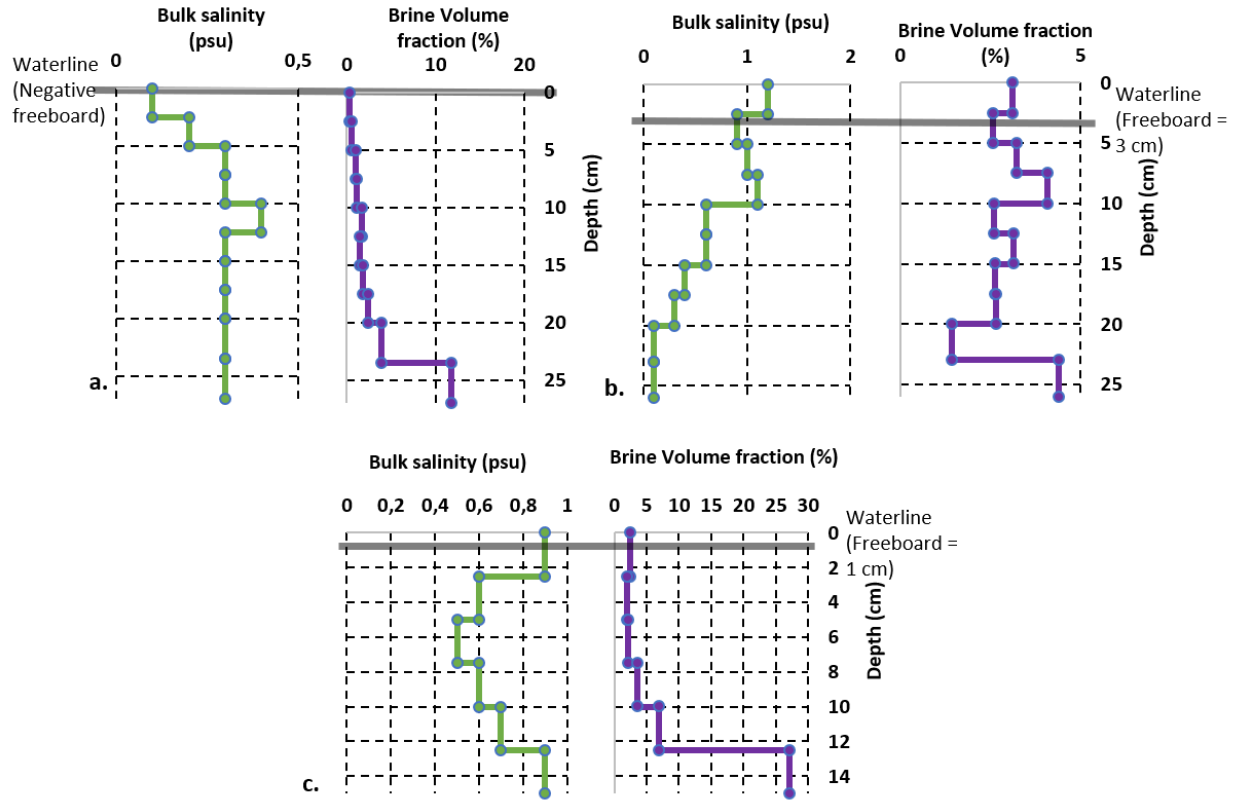 Bulk salinity
(psu)
Brine Volume
fraction (%)
0 0,5
0 10 20
Waterline
(Negative
freeboard)
0
5
10
15
20
25
Depth (cm)
a.
Bulk salinity (psu)
Brine Volume fraction
(%)
0 1 2
0 5
0
5
10
15
20
25
Waterline
(Freeboard =
3 cm)
Depth (cm)
b.
Bulk salinity (psu)
Brine Volume fraction (%)
0 0,2 0,4 0,6 0,8 1
0 5 10 15 20 25 30
0
2
4
6
8
10
12
14
Waterline
(Freeboard =
1 cm)
Depth (cm)
c.